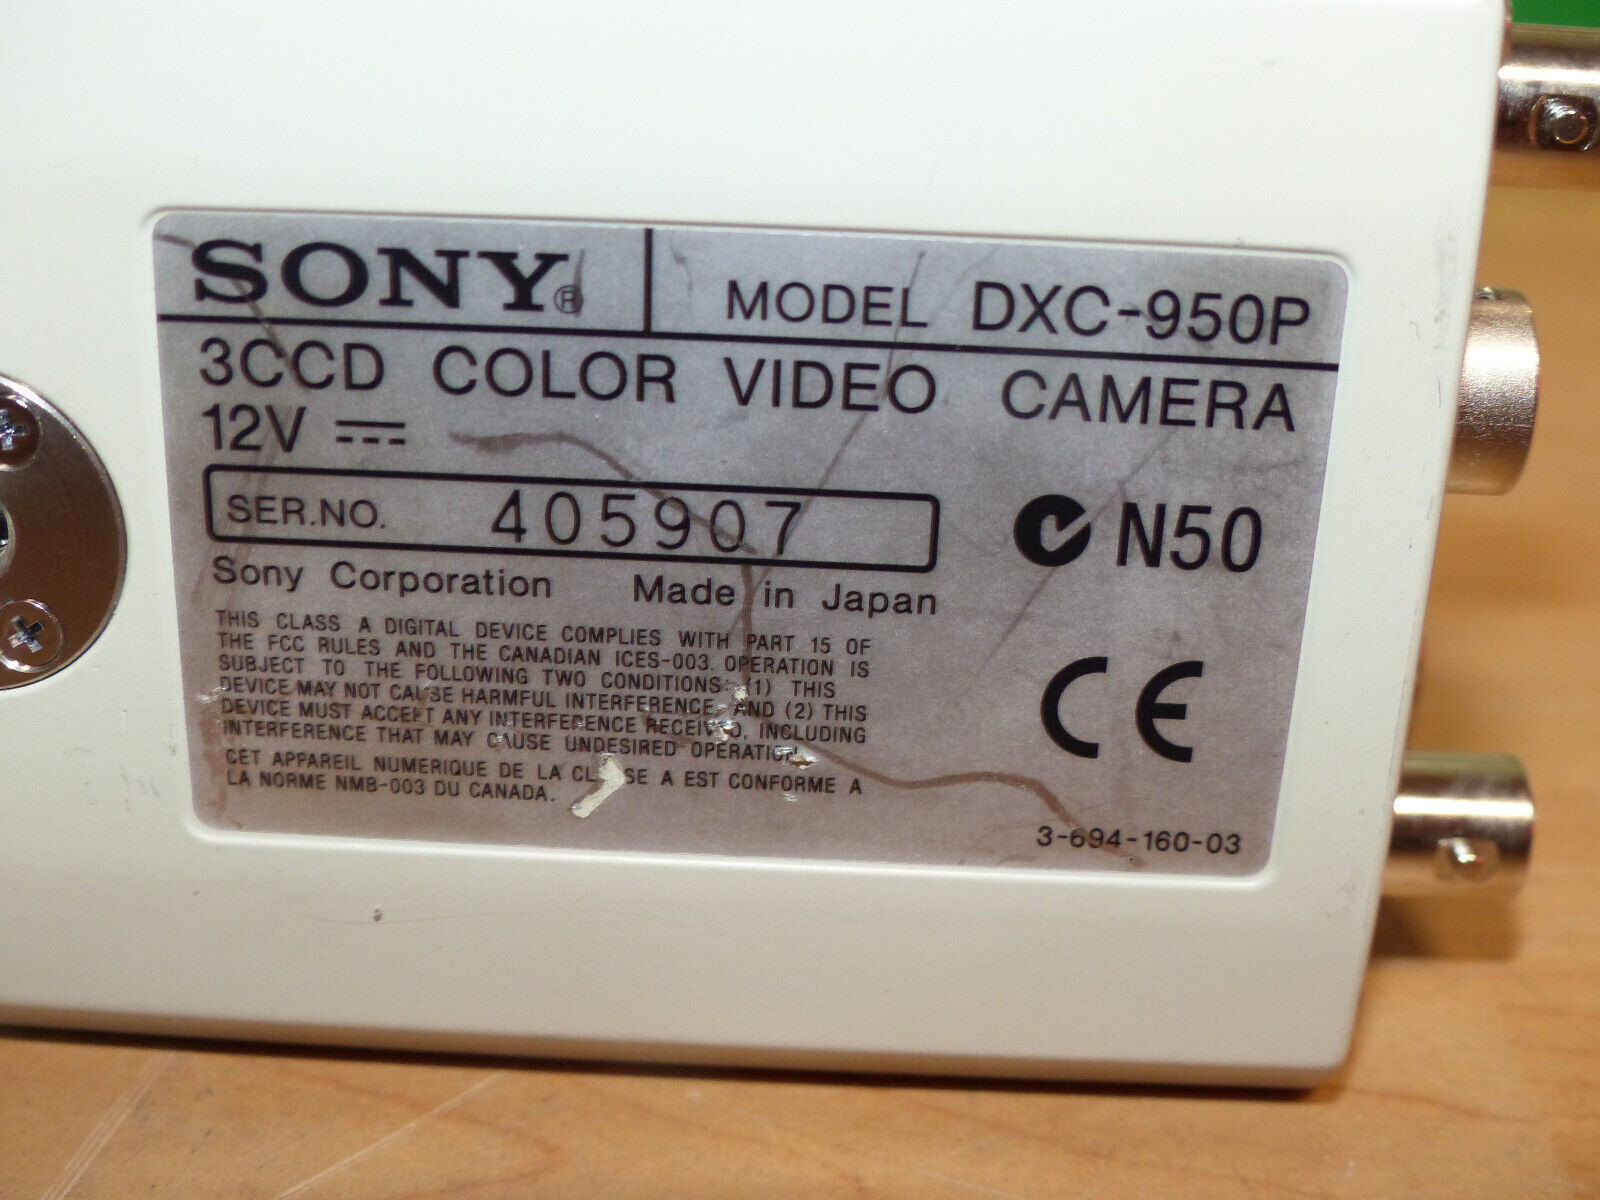 SONY®
MODEL DXC-950P
3CCD COLOR VIDEO CAMERA
12V
SER.NO. 405907
N50
Sony Corporation Made in Japan
THIS CLASS A DIGITAL DEVICE COMPLIES WITH PART 15 OF
THE FCC RULES AND THE CANADIAN ICES-003. OPERATION IS
SUBJECT TO THE FOLLOWING TWO CONDITIONS: (1) THIS
DEVICE MAY NOT CAUSE HARMFUL INTERFERENCE, AND (2) THIS
DEVICE MUST ACCEPT ANY INTERFERENCE RECEIVED, INCLUDING
INTERFERENCE THAT MAY CAUSE UNDESIRED OPERATION.
CET APPAREIL NUMERIQUE DE LA CLASSE A EST CONFORME A
LA NORME NMB-003 DU CANADA.
CE
3-694-160-03